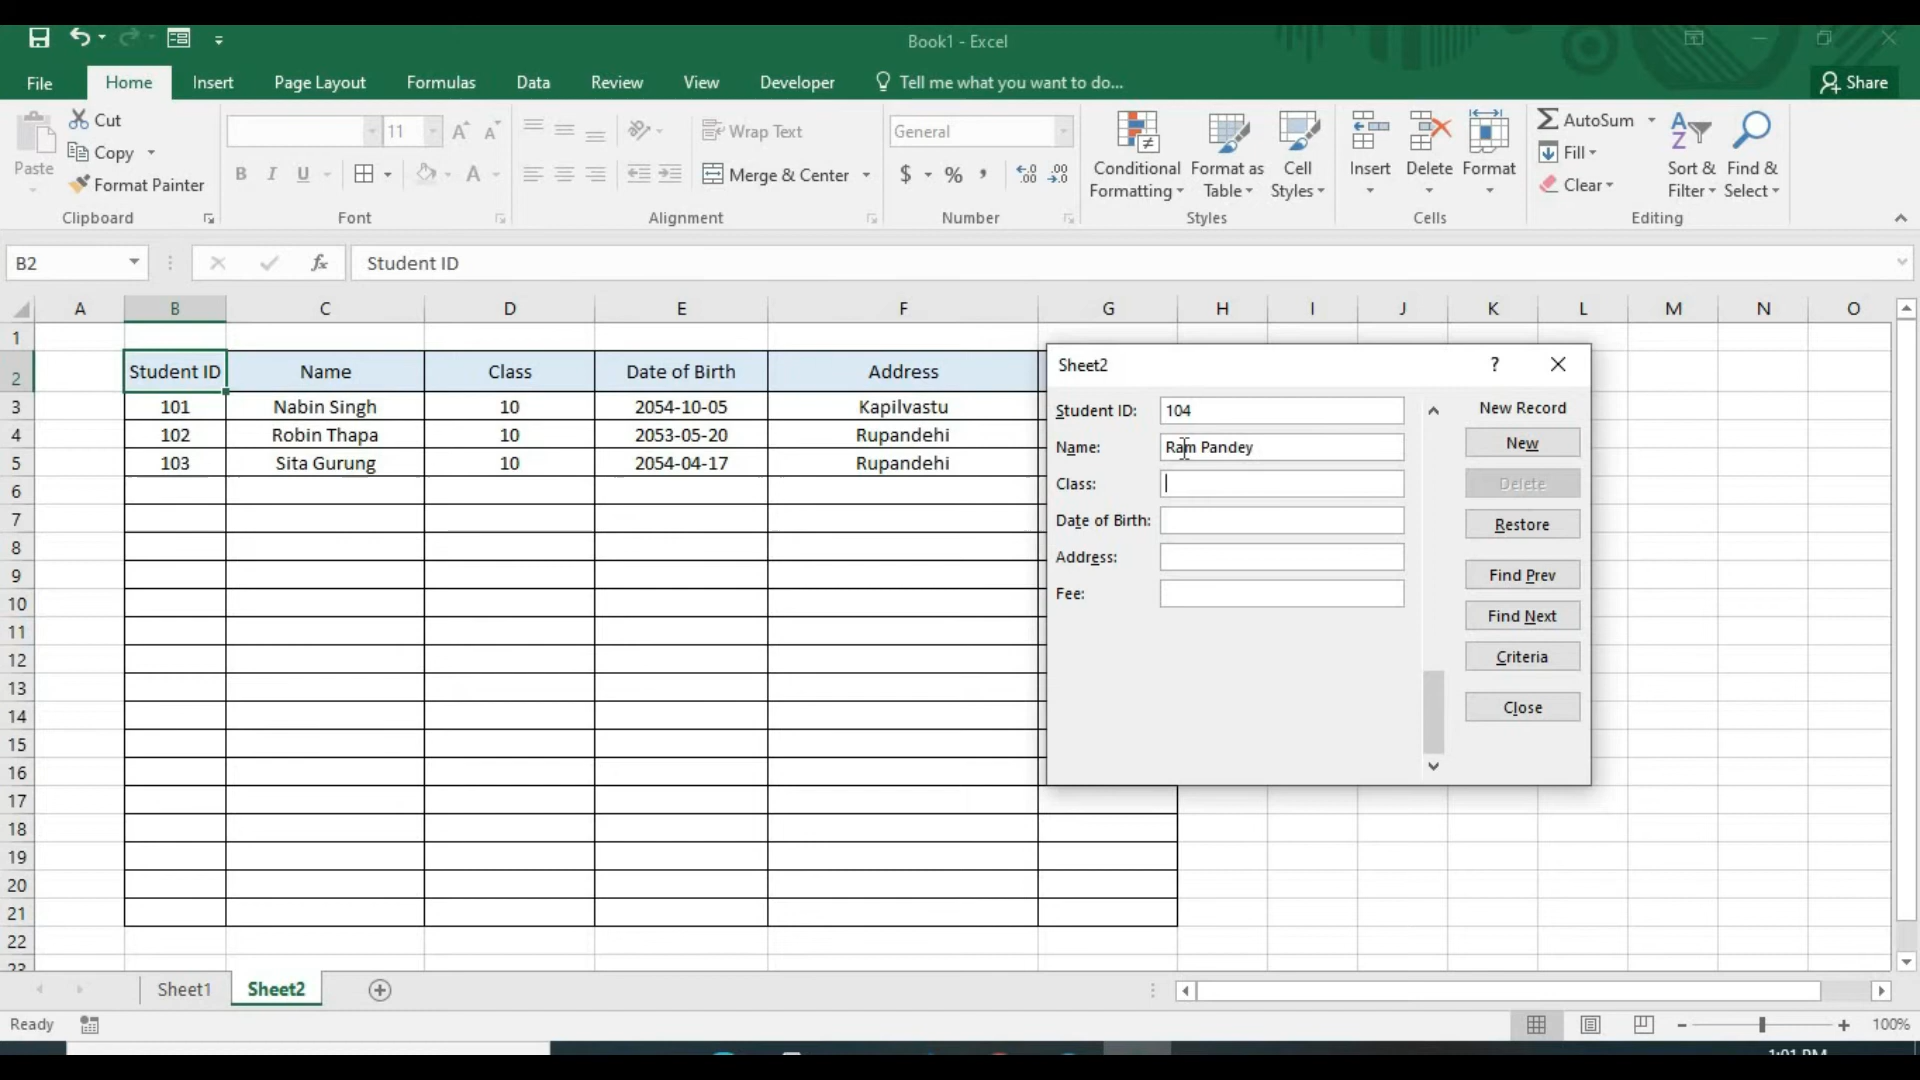 Book1 - Excel
File Home Insert Page Layout Formulas Data Review View Developer Tell me what you want to do... Share
Paste Cut Copy Format Painter
Clipboard
11
B I U A
Font
Wrap Text
Merge & Center
Alignment
General
$ % ,
Number
Conditional Formatting
Format as Table
Cell Styles
Styles
Insert Delete Format
Cells
AutoSum
Fill
Clear
Sort & Filter
Find & Select
Editing
B2 fx Student ID
A B C D E F G H I J K L M N O
1
2 Student ID Name Class Date of Birth Address
3 101 Nabin Singh 10 2054-10-05 Kapilvastu
4 102 Robin Thapa 10 2053-05-20 Rupandehi
5 103 Sita Gurung 10 2054-04-17 Rupandehi
6
7
8
9
10
11
12
13
14
15
16
17
18
19
20
21
22
23
Sheet2 ?
Student ID: 104
Name: Ram Pandey
Class:
Date of Birth:
Address:
Fee:
New Record
New
Delete
Restore
Find Prev
Find Next
Criteria
Close
Sheet1 Sheet2
Ready 100%
1:01 PM